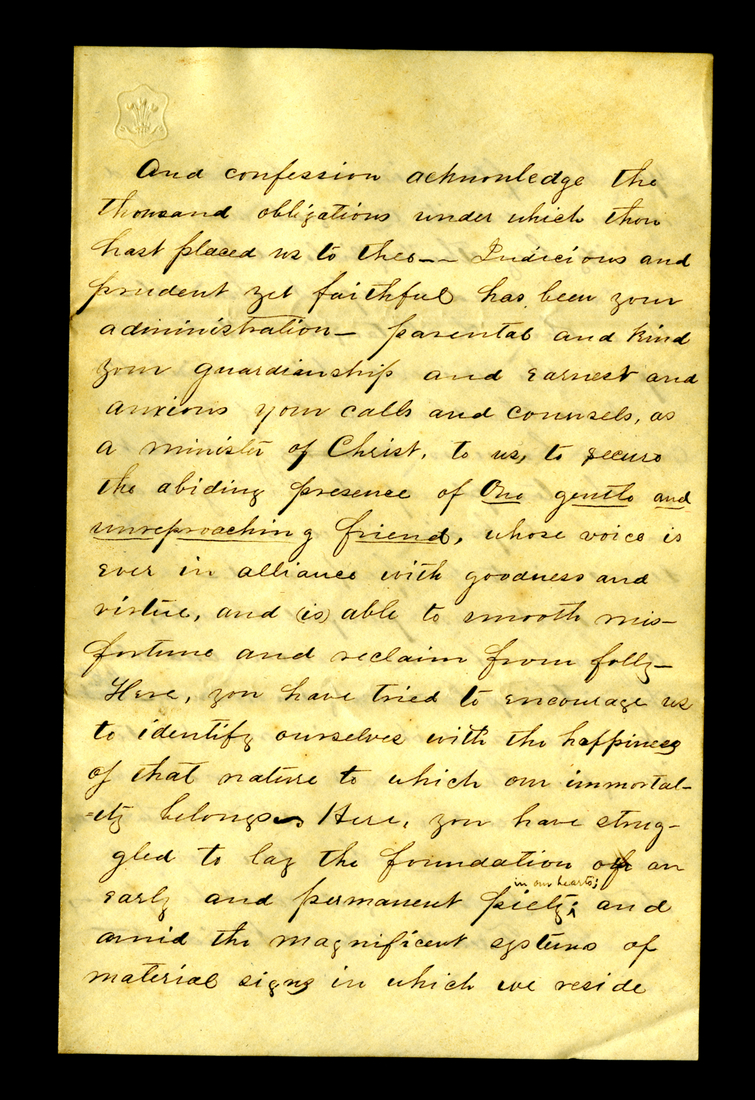 And confession acknowledge the
thousand obligations under which thou
hast placed us to thee—— Judicious and
prudent yet faithful has been your
administration— parental and kind
your guardianship and earnest and
anxious your calls and counsels, as
a minister of Christ, to us, to secure
the abiding presence of One gentle and
unreproaching friend, whose voice is
ever in alliance with goodness and
virtue, and (is) able to smooth mis-
fortune and reclaim from folly—
Here, you have tried to encourage us
to identify ourselves with the happiness
of that nature to which our immortal-
-ity belongs— Here, you have strug-
gled to lay the foundation of an
in our hearts;
early and permanent piety; and
amid the magnificent systems of
material signs in which we reside